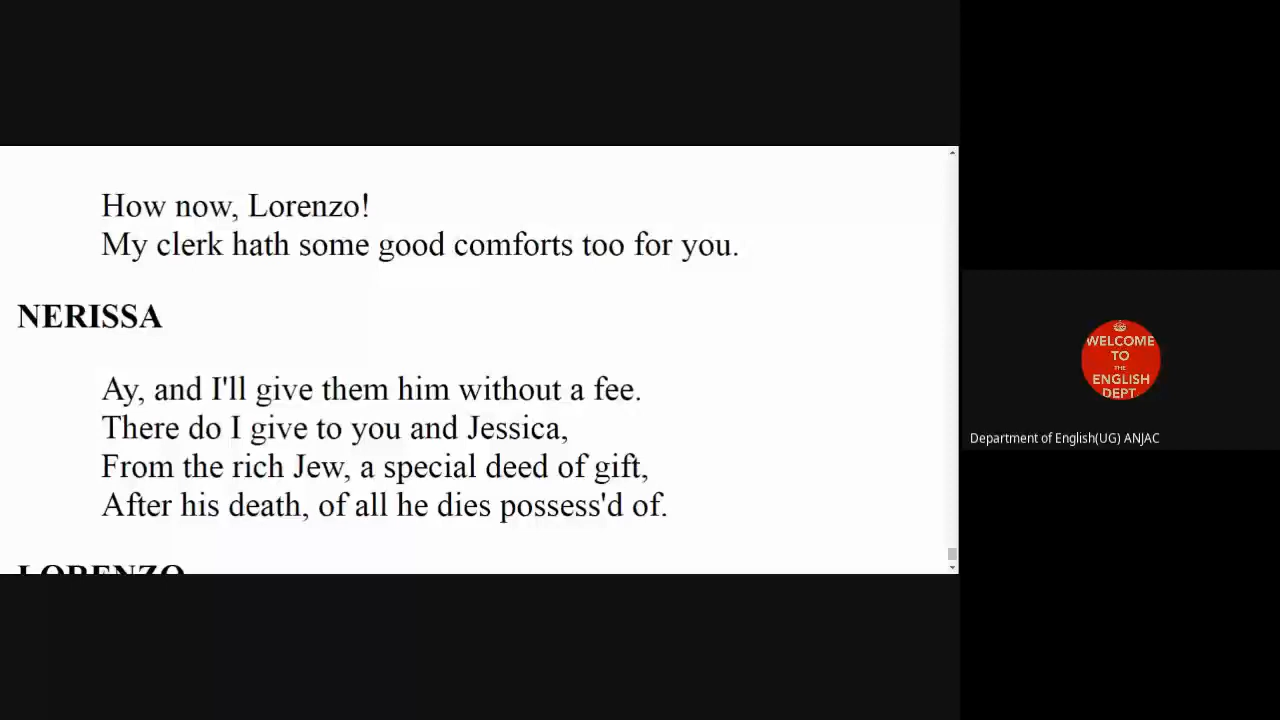 How now, Lorenzo!
My clerk hath some good comforts too for you.
NERISSA
Ay, and I'll give them him without a fee.
There do I give to you and Jessica,
From the rich Jew, a special deed of gift,
After his death, of all he dies possess'd of.
LORENZO
WELCOME
TO
THE
ENGLISH
DEPT
Department of English(UG) ANJAC